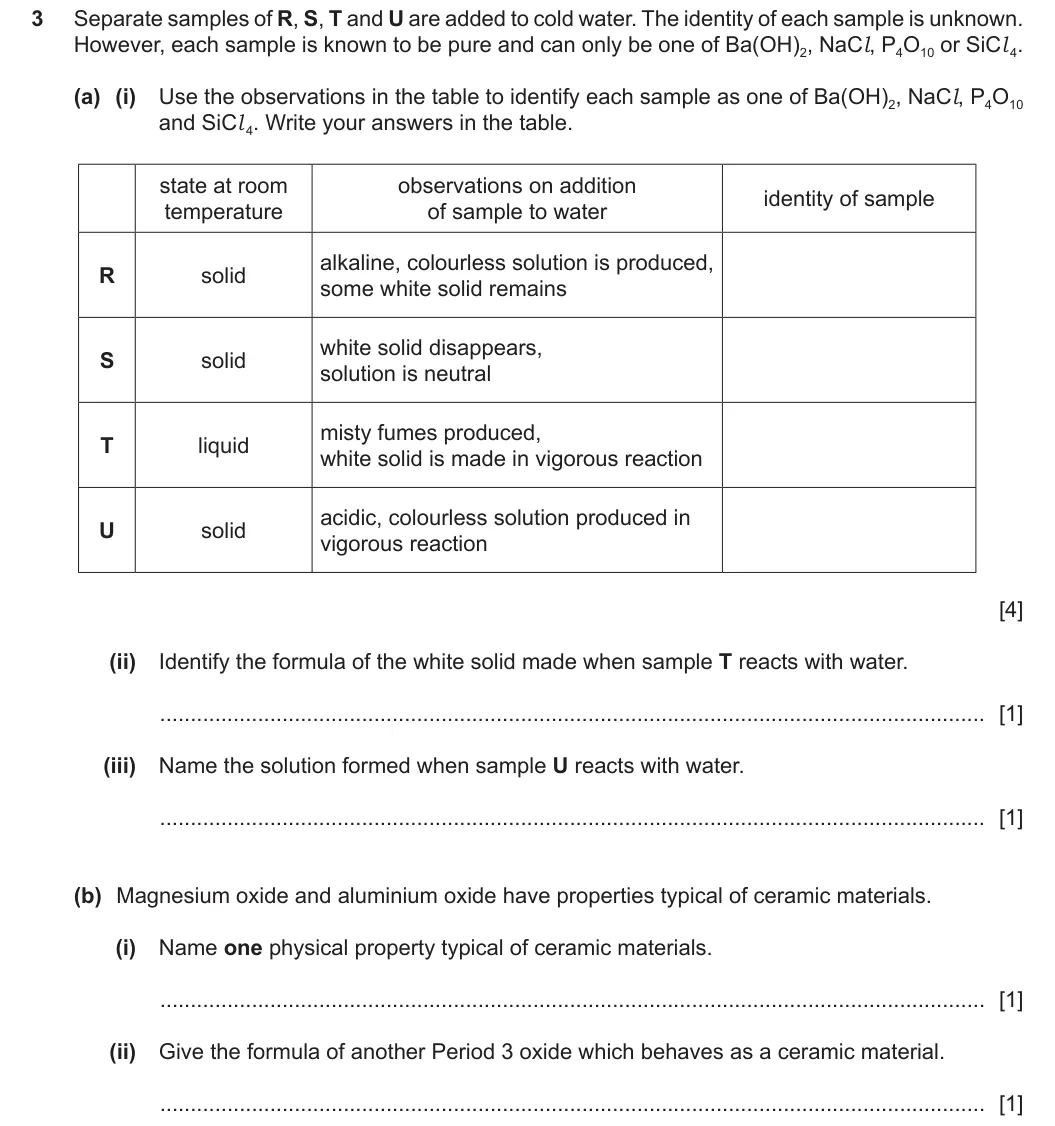 3 Separate samples of R, S, T and U are added to cold water. The identity of each sample is unknown.
However, each sample is known to be pure and can only be one of Ba(OH)₂, NaCl, P₄O₁₀ or SiCl₄.
(a) (i) Use the observations in the table to identify each sample as one of Ba(OH)₂, NaCl, P₄O₁₀
and SiCl₄. Write your answers in the table.
state at room
temperature
observations on addition
of sample to water
identity of sample
R
solid
alkaline, colourless solution is produced,
some white solid remains
S
solid
white solid disappears,
solution is neutral
T
liquid
misty fumes produced,
white solid is made in vigorous reaction
U
solid
acidic, colourless solution produced in
vigorous reaction
[4]
(ii) Identify the formula of the white solid made when sample T reacts with water.
[1]
(iii) Name the solution formed when sample U reacts with water.
[1]
(b) Magnesium oxide and aluminium oxide have properties typical of ceramic materials.
(i) Name one physical property typical of ceramic materials.
[1]
(ii) Give the formula of another Period 3 oxide which behaves as a ceramic material.
[1]